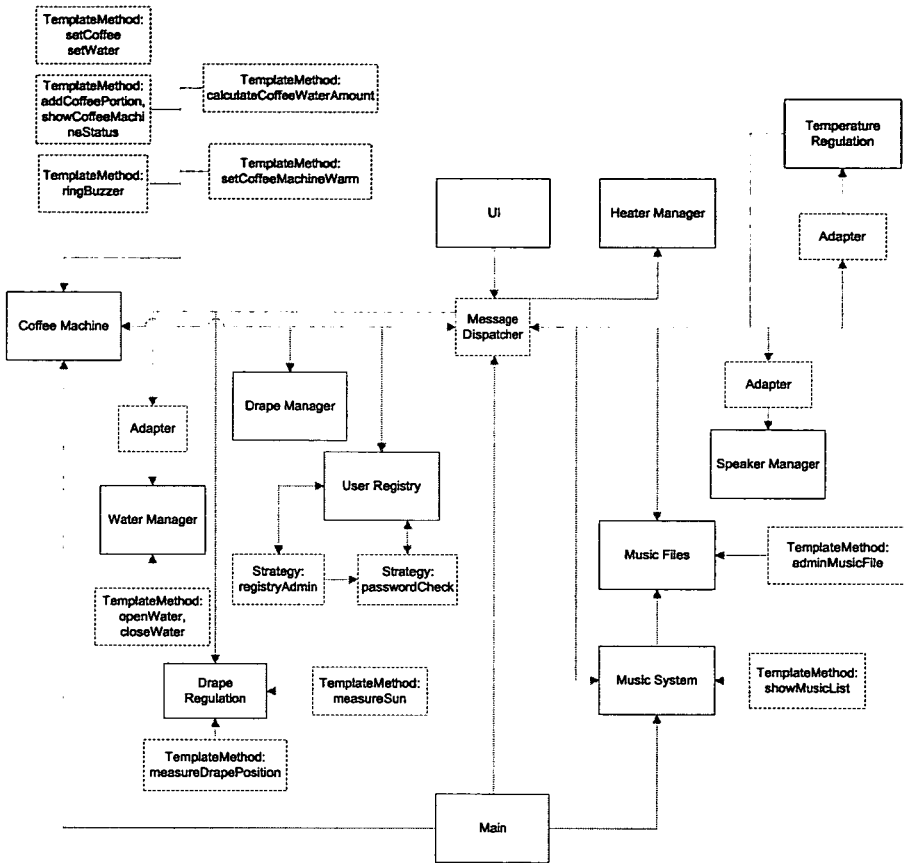 TemplateMethod:
setCoffee
setWater
TemplateMethod:
addCoffeePortion,
showCoffeeMachi
neStatus
TemplateMethod:
calculateCoffeeWaterAmount
TemplateMethod:
ringBuzzer
TemplateMethod:
setCoffeeMachineWarm
Temperature
Regulation
UI
Heater Manager
Adapter
Coffee Machine
Message
Dispatcher
Drape Manager
Adapter
Adapter
Speaker Manager
User Registry
Water Manager
Strategy:
registryAdmin
Strategy:
passwordCheck
Music Files
TemplateMethod:
adminMusicFile
TemplateMethod:
openWater,
closeWater
Drape
Regulation
TemplateMethod:
measureSun
Music System
TemplateMethod:
showMusicList
TemplateMethod:
measureDrapePosition
Main